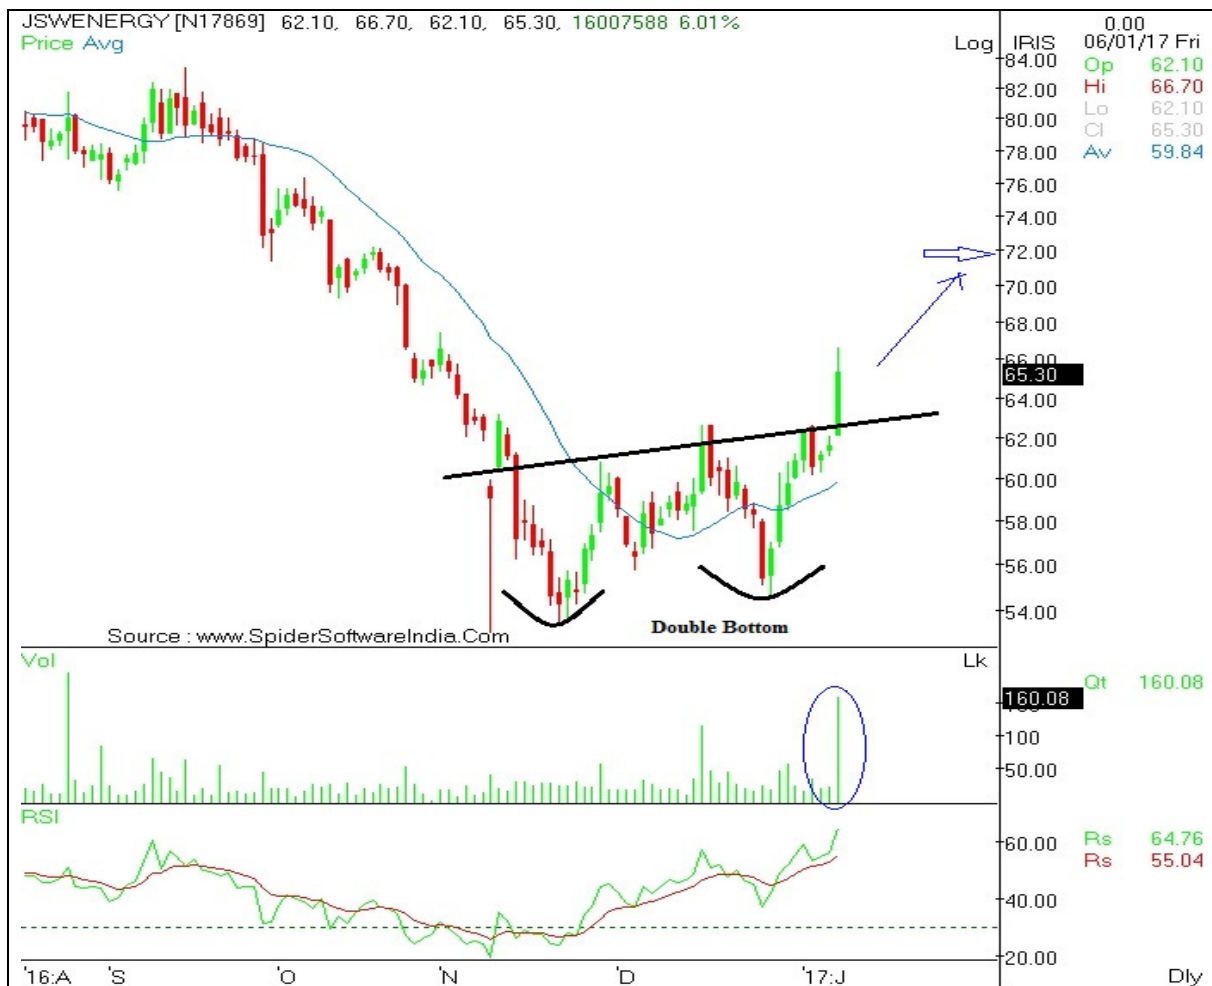 JSWENERGY [N17869] 62.10, 66.70, 62.10, 65.30, 16007588 6.01%
0.00
Price Avg
Log IRIS 06/01/17 Fri
84.00
82.00
80.00
78.00
76.00
74.00
72.00
70.00
68.00
66.00
65.30
64.00
62.00
60.00
58.00
56.00
54.00
Op 62.10
Hi 66.70
Lo 62.10
Cl 65.30
Av 59.84
Double Bottom
Source : www.SpiderSoftwareIndia.Com
Vol Lk
160.08
100
50.00
Qt 160.08
RSI
60.00
40.00
20.00
Rs 64.76
Rs 55.04
'16:A 'S 'O 'N 'D '17:J Dly